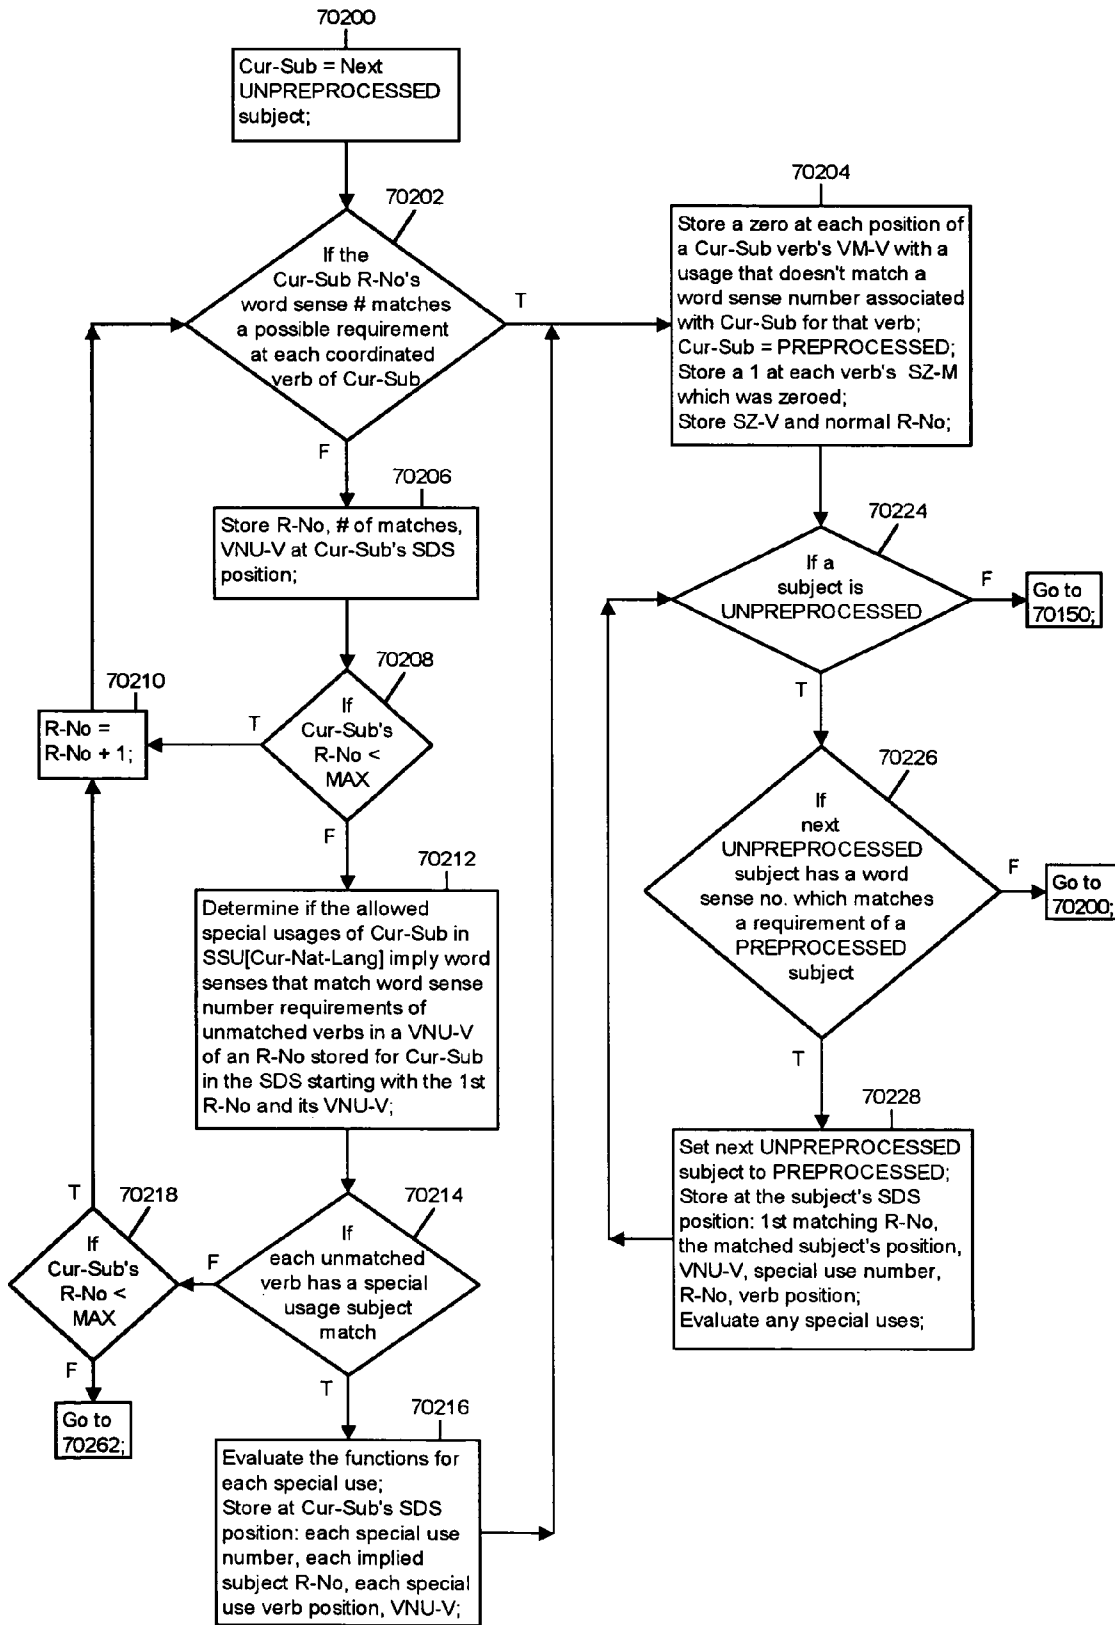 70200
Cur-Sub = Next
UNPREPROCESSED
subject;
70202
If the
Cur-Sub R-No's
word sense # matches
a possible requirement
at each coordinated
verb of Cur-Sub
T
F
70204
Store a zero at each position of
a Cur-Sub verb's VM-V with a
usage that doesn't match a
word sense number associated
with Cur-Sub for that verb;
Cur-Sub = PREPROCESSED;
Store a 1 at each verb's SZ-M
which was zeroed;
Store SZ-V and normal R-No;
70206
Store R-No, # of matches,
VNU-V at Cur-Sub's SDS
position;
70208
If
Cur-Sub's
R-No <
MAX
T
F
70210
R-No =
R-No + 1;
70212
Determine if the allowed
special usages of Cur-Sub in
SSU[Cur-Nat-Lang] imply word
senses that match word sense
number requirements of
unmatched verbs in a VNU-V
of an R-No stored for Cur-Sub
in the SDS starting with the 1st
R-No and its VNU-V;
70214
If
each unmatched
verb has a special
usage subject
match
F
T
70218
If
Cur-Sub's
R-No <
MAX
T
F
Go to
70262;
70216
Evaluate the functions for
each special use;
Store at Cur-Sub's SDS
position: each special use
number, each implied
subject R-No, each special
use verb position, VNU-V;
70224
If a
subject is
UNPREPROCESSED
F
T
Go to
70150;
70226
If
next
UNPREPROCESSED
subject has a word
sense no. which matches
a requirement of a
PREPROCESSED
subject
F
T
Go to
70200;
70228
Set next UNPREPROCESSED
subject to PREPROCESSED;
Store at the subject's SDS
position: 1st matching R-No,
the matched subject's position,
VNU-V, special use number,
R-No, verb position;
Evaluate any special uses;